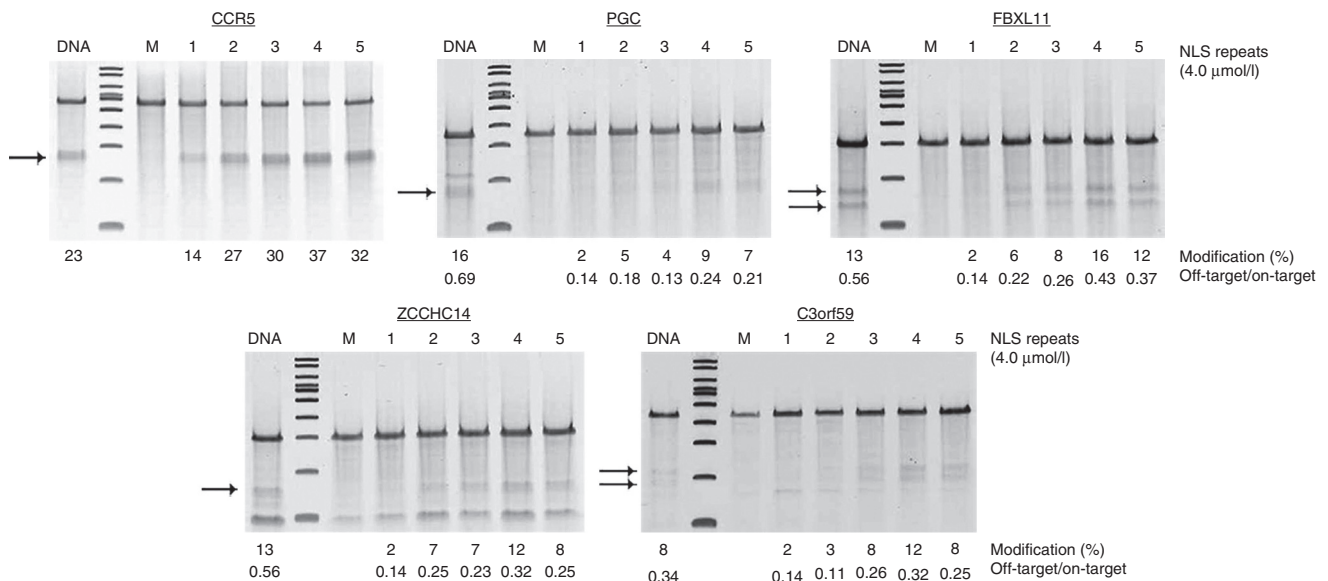 CCR5
DNA M 1 2 3 4 5
23 14 27 30 37 32
PGC
DNA M 1 2 3 4 5
16 2 5 4 9 7
0.69 0.14 0.18 0.13 0.24 0.21
FBXL11
DNA M 1 2 3 4 5
NLS repeats
(4.0 μmol/l)
13 2 6 8 16 12
0.56 0.14 0.22 0.26 0.43 0.37
Modification (%)
Off-target/on-target
ZCCHC14
DNA M 1 2 3 4 5
13 2 7 7 12 8
0.56 0.14 0.25 0.23 0.32 0.25
C3orf59
DNA M 1 2 3 4 5
NLS repeats
(4.0 μmol/l)
8 2 3 8 12 8
0.34 0.14 0.11 0.26 0.32 0.25
Modification (%)
Off-target/on-target